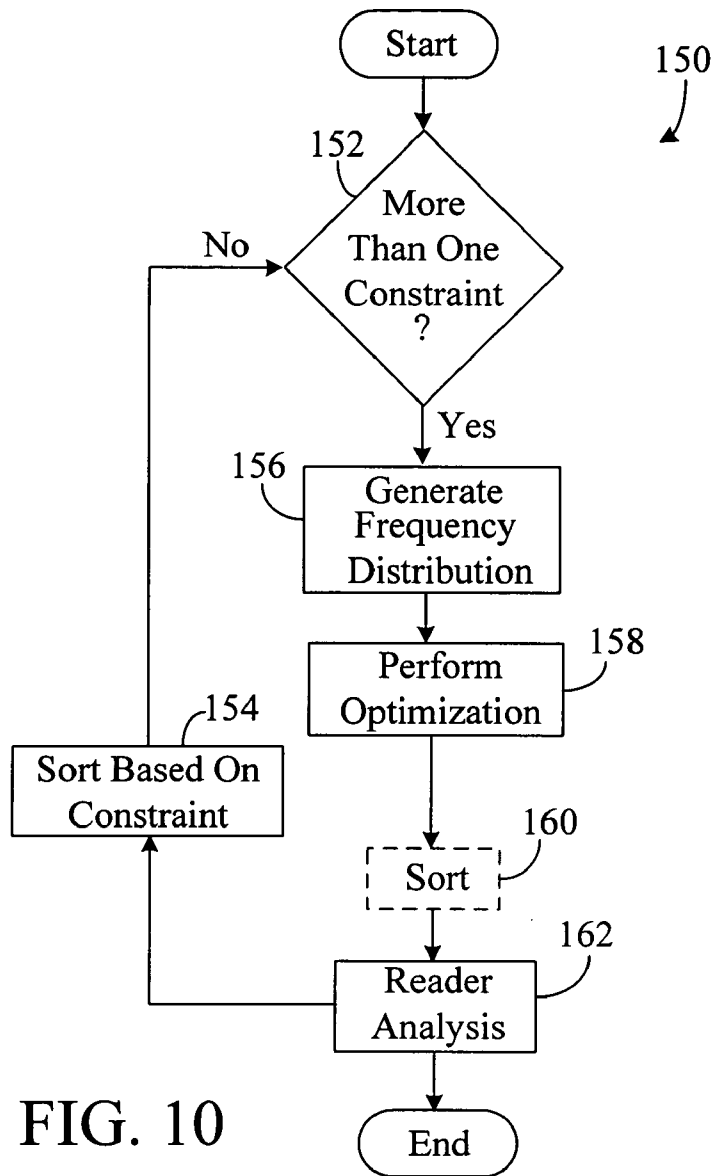 Start
150
152
More
Than One
Constraint
?
No
Yes
156
Generate
Frequency
Distribution
158
Perform
Optimization
154
Sort Based On
Constraint
160
Sort
162
Reader
Analysis
End
FIG. 10